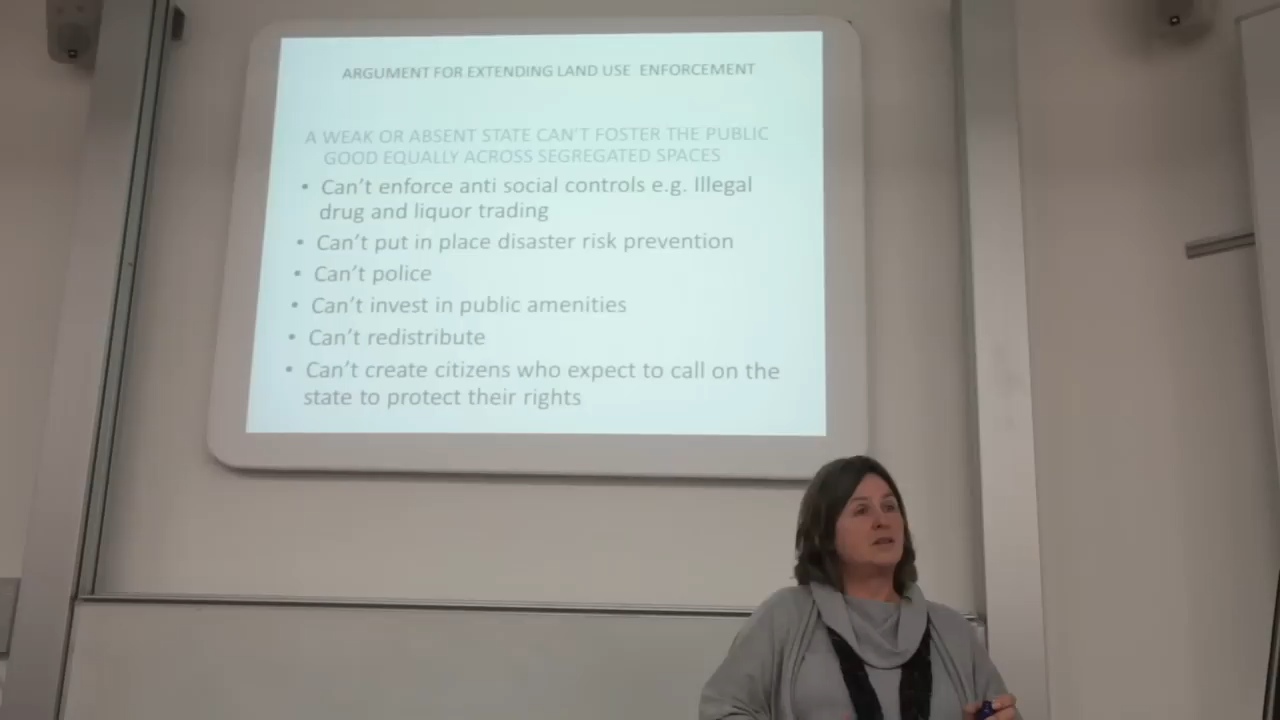 ARGUMENT FOR EXTENDING LAND USE ENFORCEMENT
A WEAK OR ABSENT STATE CAN'T FOSTER THE PUBLIC
GOOD EQUALLY ACROSS SEGREGATED SPACES
• Can't enforce anti social controls e.g. Illegal
drug and liquor trading
• Can't put in place disaster risk prevention
• Can't police
• Can't invest in public amenities
• Can't redistribute
• Can't create citizens who expect to call on the
state to protect their rights